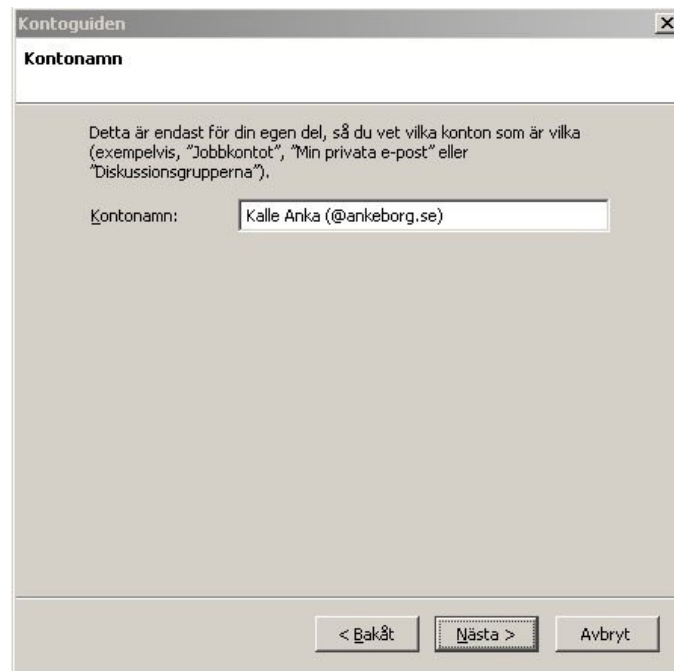 Kontoguiden
Kontonamn
Detta är endast för din egen del, så du vet vilka konton som är vilka
(exempelvis, ”Jobbkontot”, ”Min privata e-post” eller
”Diskussionsgrupperna”).
Kontonamn: Kalle Anka (@ankeborg.se)
< Bakåt Nästa > Avbryt